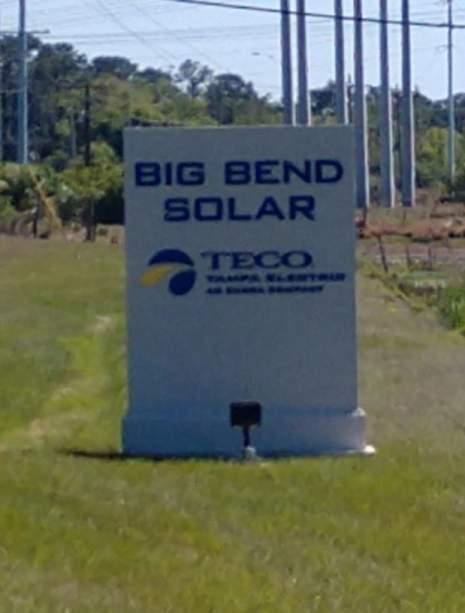 BIG BEND
SOLAR
TECO
TAMPA ELECTRIC
AN EMERA COMPANY